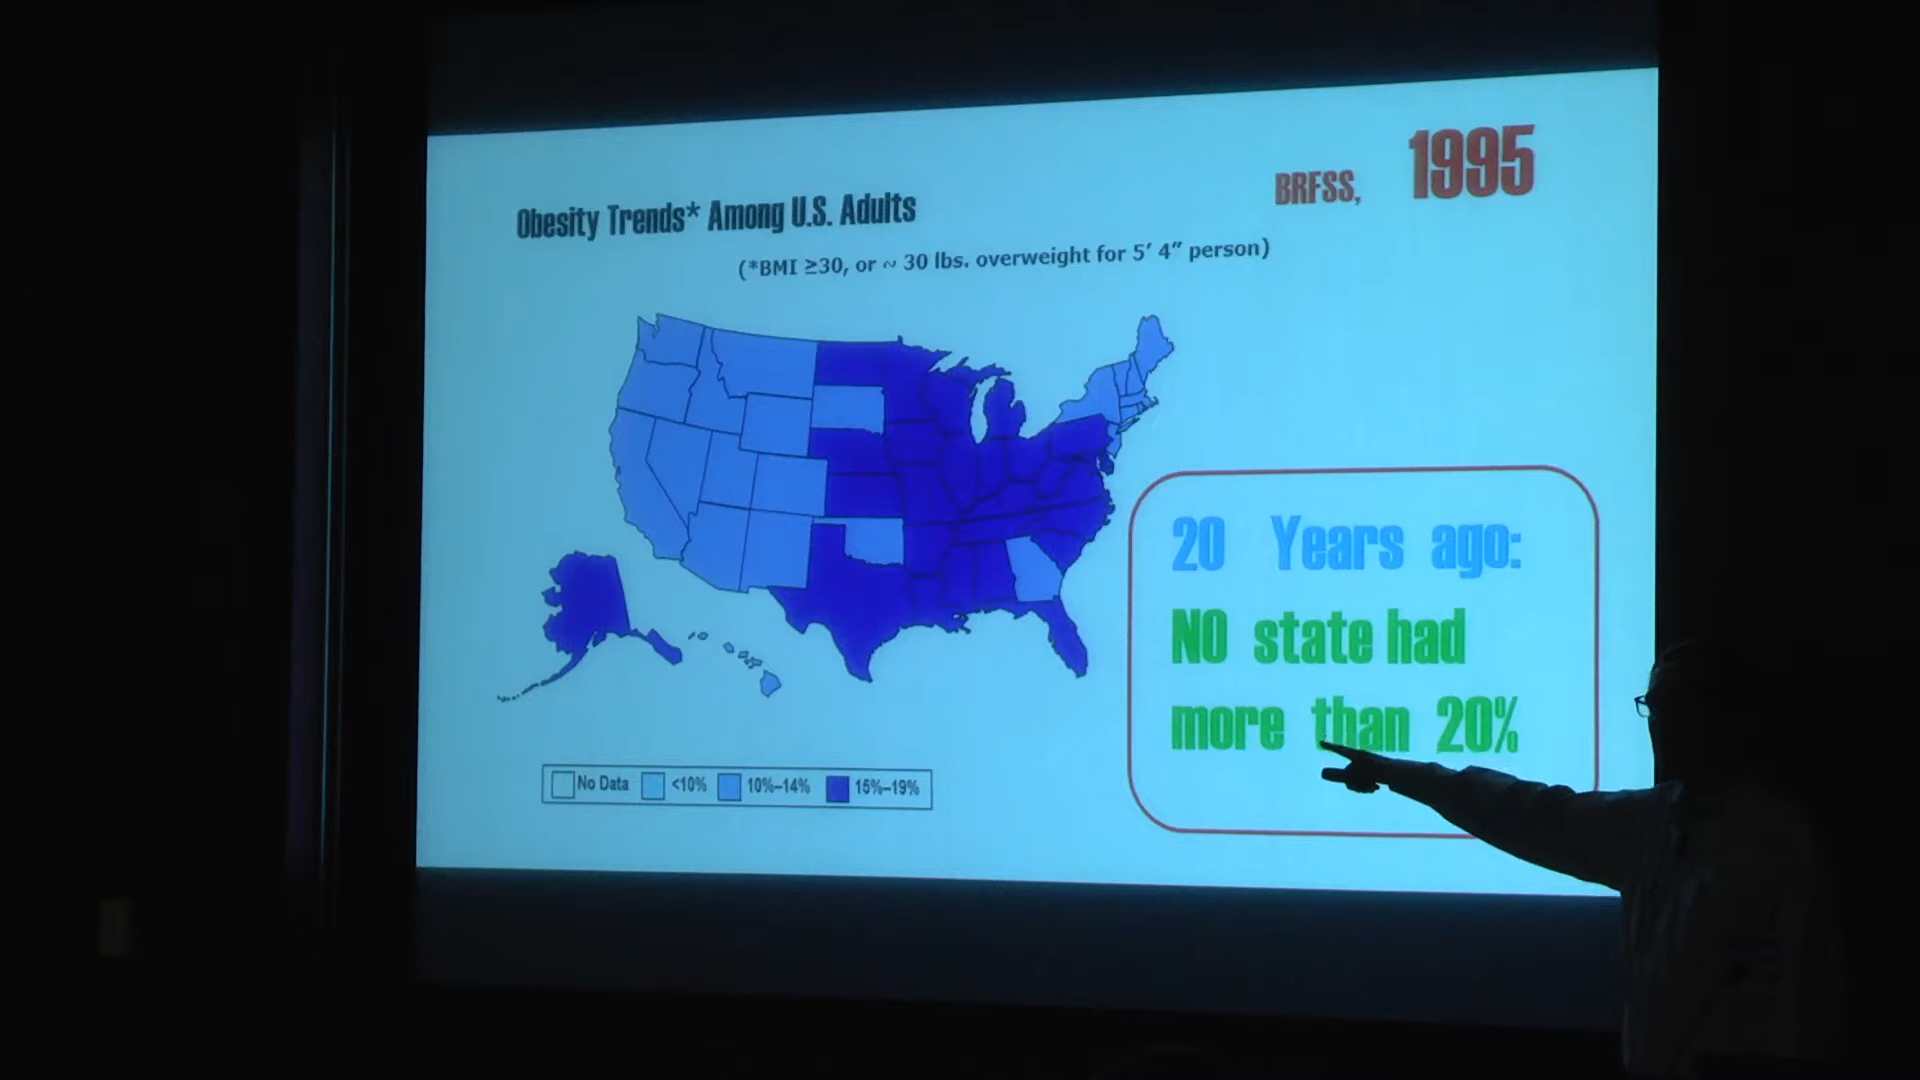 BRFSS, 1995
Obesity Trends* Among U.S. Adults
(*BMI ≥30, or ~ 30 lbs. overweight for 5′ 4″ person)
20 Years ago:
NO state had
more than 20%
No Data <10% 10%–14% 15%–19%